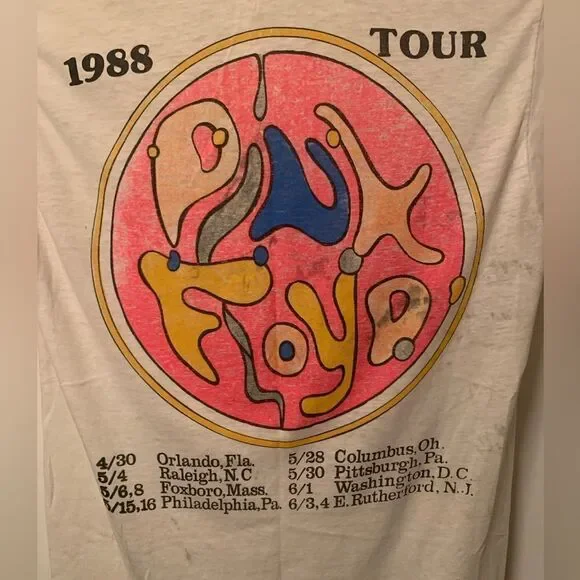 1988 TOUR
PINK
FLOYD
4/30 Orlando, Fla.
5/4 Raleigh, N.C
5/6,8 Foxboro, Mass.
5/15,16 Philadelphia, Pa.
5/28 Columbus, Oh.
5/30 Pittsburgh, Pa.
6/1 Washington, D.C.
6/3,4 E. Rutherford, N.J.